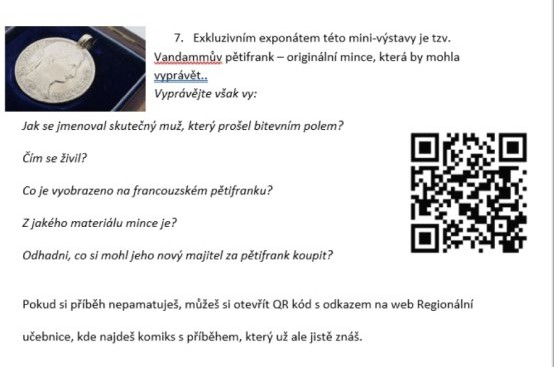 7. Exkluzivním exponátem této mini-výstavy je tzv.
Vandammův pětifrank – originální mince, která by mohla
vyprávět..
Vyprávějte však vy:
Jak se jmenoval skutečný muž, který prošel bitevním polem?
Čím se živil?
Co je vyobrazeno na francouzském pětifranku?
Z jakého materiálu mince je?
Odhadni, co si mohl jeho nový majitel za pětifrank koupit?
Pokud si příběh nepamatuješ, můžeš si otevřít QR kód s odkazem na web Regionální
učebnice, kde najdeš komiks s příběhem, který už ale jistě znáš.